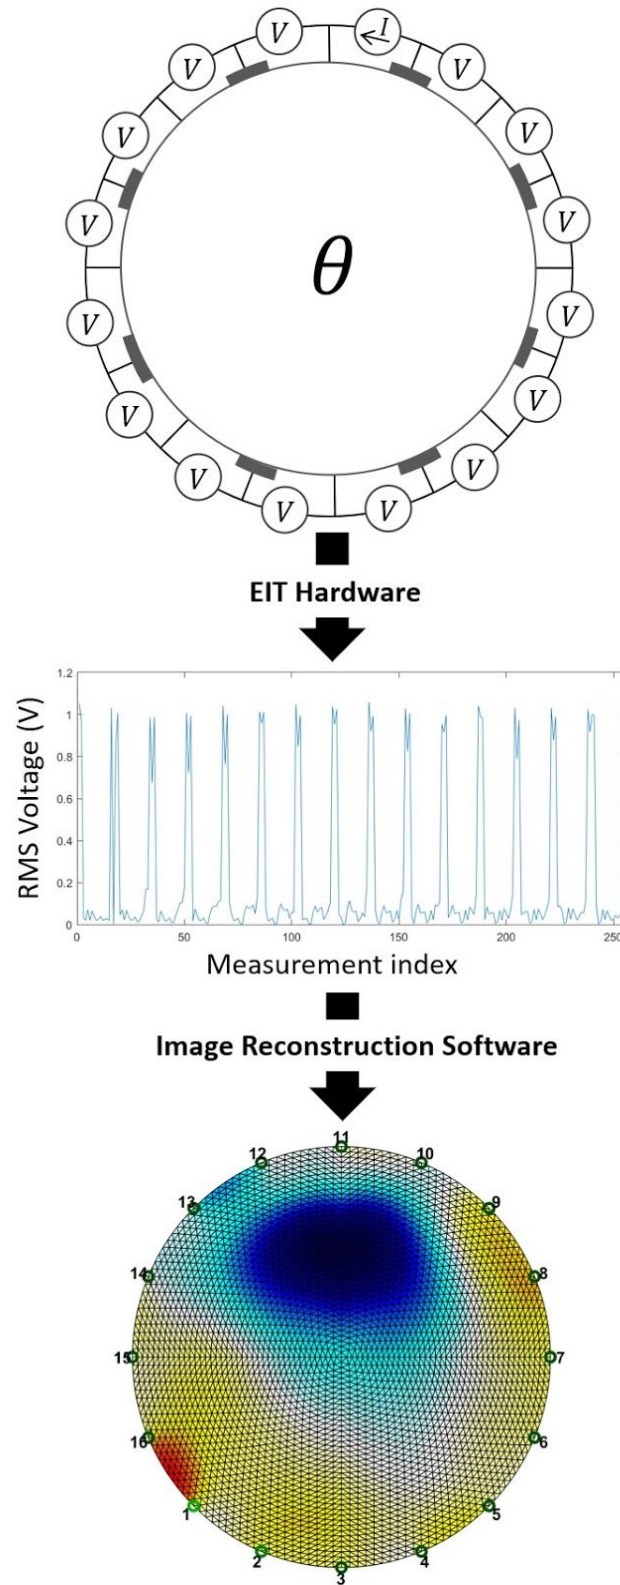 V I
V V
V V
V V
θ
V V
V V
V V
V V
EIT Hardware
RMS Voltage (V)
1.2
1
0.8
0.6
0.4
0.2
0
0 50 100 150 200 250
Measurement index
Image Reconstruction Software
11
12 10
13 9
14 8
15 7
16 6
1 5
2 4
3